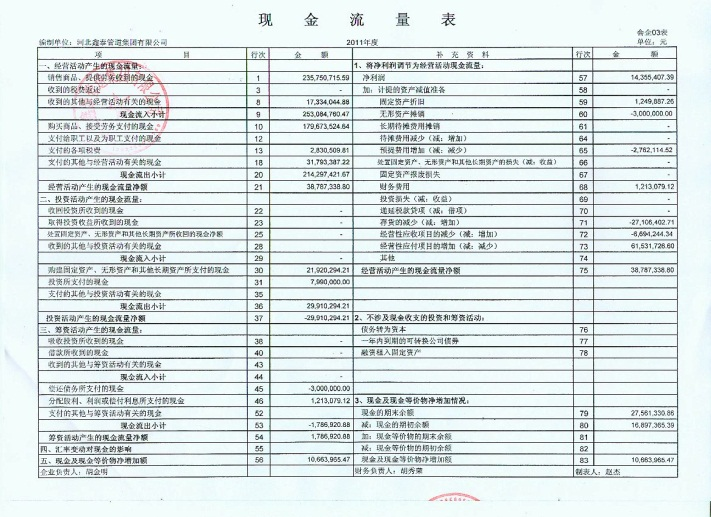 现 金 流 量 表
会企03表
编制单位：河北鑫泰管道集团有限公司 2011年度 单位：元
项 目 行次 金 额 补 充 资 料 行次 金 额
一、经营活动产生的现金流量： 1、将净利润调节为经营活动现金流量：
销售商品、提供劳务收到的现金 1 235,750,715.59 净利润 57 14,355,407.39
收到的税费返还 3 - 加：计提的资产减值准备 58 -
收到的其他与经营活动有关的现金 8 17,334,044.88 固定资产折旧 59 1,249,887.26
现金流入小计 9 253,084,760.47 无形资产摊销 60 -3,000,000.00
购买商品、接受劳务支付的现金 10 179,673,524.64 长期待摊费用摊销 61 -
支付给职工以及为职工支付的现金 12 - 待摊费用减少（减：增加） 64 -
支付的各项税费 13 2,830,509.81 预提费用增加（减：减少） 65 -2,762,114.52
支付的其他与经营活动有关的现金 18 31,793,387.22 处置固定资产、无形资产和其他长期资产的损失（减：收益） 66 -
现金流出小计 20 214,297,421.67 固定资产报废损失 67 -
经营活动产生的现金流量净额 21 38,787,338.80 财务费用 68 1,213,079.12
二、投资活动产生的现金流量： 投资损失（减：收益） 69 -
收回投资所收到的现金 22 - 递延税款贷项（减：借项） 70 -
取得投资收益所收到的现金 23 - 存货的减少（减：增加） 71 -27,106,402.71
处置固定资产、无形资产和其他长期资产所收回的现金净额 25 - 经营性应收项目的减少（减：增加） 72 -6,694,244.34
收到的其他与投资活动有关的现金 28 经营性应付项目的增加（减：减少） 73 61,531,726.60
现金流入小计 29 - 其他 74
购建固定资产、无形资产和其他长期资产所支付的现金 30 21,920,294.21 经营活动产生的现金流量净额 75 38,787,338.80
投资所支付的现金 31 7,990,000.00
支付的其他与投资活动有关的现金 35
现金流出小计 36 29,910,294.21
投资活动产生的现金流量净额 37 -29,910,294.21 2、不涉及现金收支的投资和筹资活动：
三、筹资活动产生的现金流量： 债务转为资本 76
吸收投资所收到的现金 38 - 一年内到期的可转换公司债券 77
借款所收到的现金 40 - 融资租入固定资产 78
收到的其他与筹资活动有关的现金 43
现金流入小计 44 -
偿还债务所支付的现金 45 -3,000,000.00
分配股利、利润或偿付利息所支付的现金 46 1,213,079.12 3、现金及现金等价物净增加情况：
支付的其他与筹资活动有关的现金 52 现金的期末余额 79 27,561,330.86
现金流出小计 53 -1,786,920.88 减：现金的期初余额 80 16,897,365.39
筹资活动产生的现金流量净额 54 1,786,920.88 加：现金等价物的期末余额 81
四、汇率变动对现金的影响 55 减：现金等价物的期初余额 82
五、现金及现金等价物净增加额 56 10,663,965.47 现金及现金等价物净增加额 83 10,663,965.47
企业负责人：胡金明 财务负责人：胡秀荣 制表人：赵杰